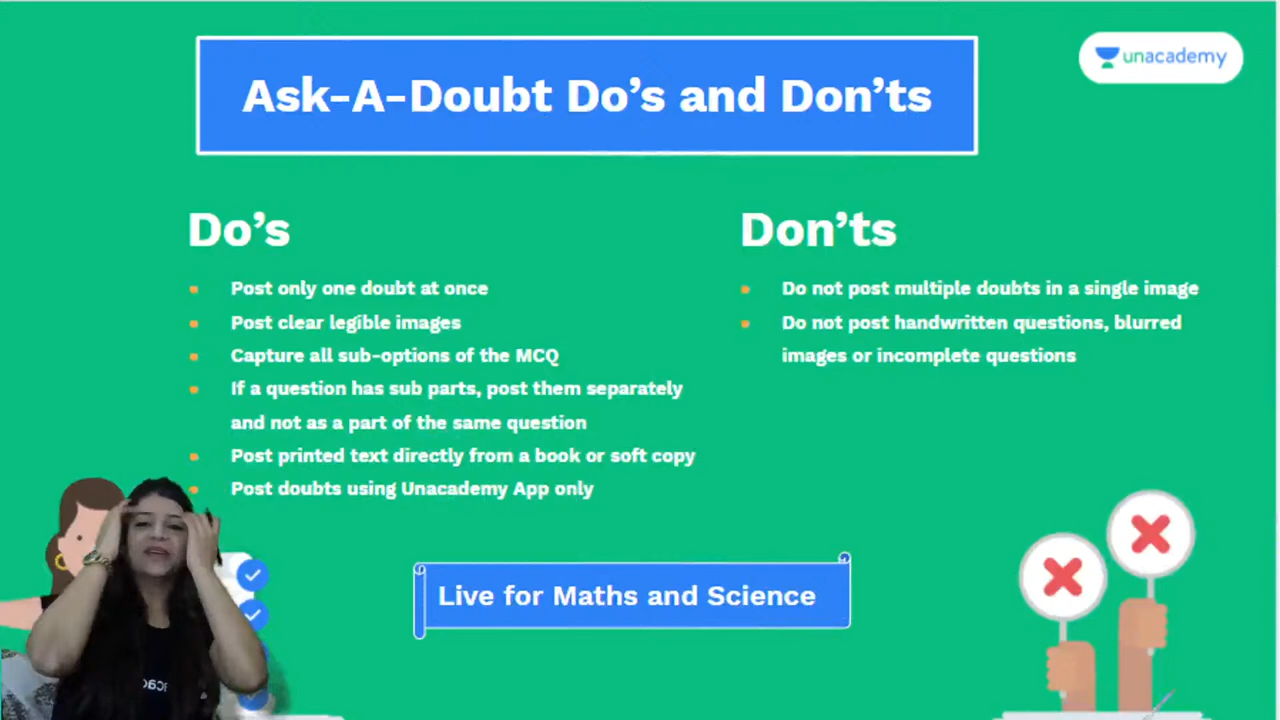 Ask-A-Doubt Do’s and Don’ts
unacademy
Do’s
Post only one doubt at once
Post clear legible images
Capture all sub-options of the MCQ
If a question has sub parts, post them separately
and not as a part of the same question
Post printed text directly from a book or soft copy
Post doubts using Unacademy App only
Don’ts
Do not post multiple doubts in a single image
Do not post handwritten questions, blurred
images or incomplete questions
Live for Maths and Science